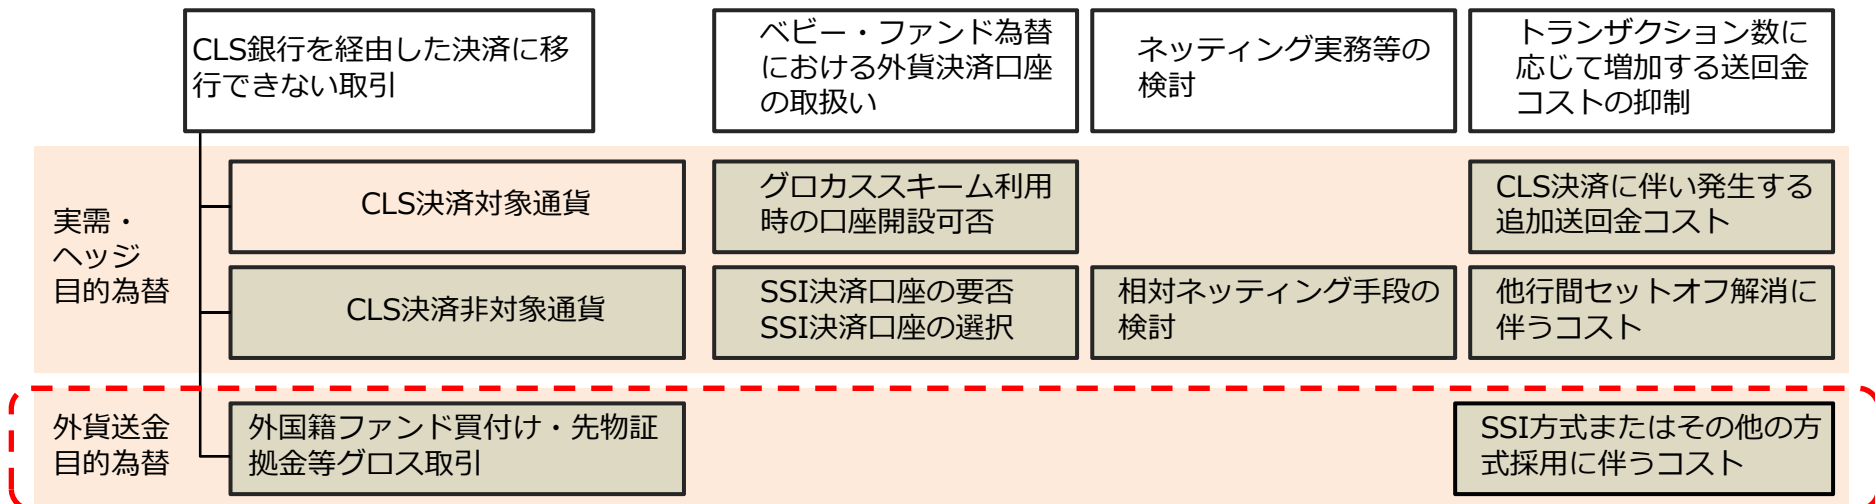 CLS銀行を経由した決済に移
行できない取引
ベビー・ファンド為替
における外貨決済口座
の取扱い
ネッティング実務等の
検討
トランザクション数に
応じて増加する送回金
コストの抑制
実需・
ヘッジ
目的為替
CLS決済対象通貨
グロカススキーム利用
時の口座開設可否
CLS決済に伴い発生する
追加送回金コスト
CLS決済非対象通貨
SSI決済口座の要否
SSI決済口座の選択
相対ネッティング手段の
検討
他行間セットオフ解消に
伴うコスト
外貨送金
目的為替
外国籍ファンド買付け・先物証
拠金等グロス取引
SSI方式またはその他の方
式採用に伴うコスト